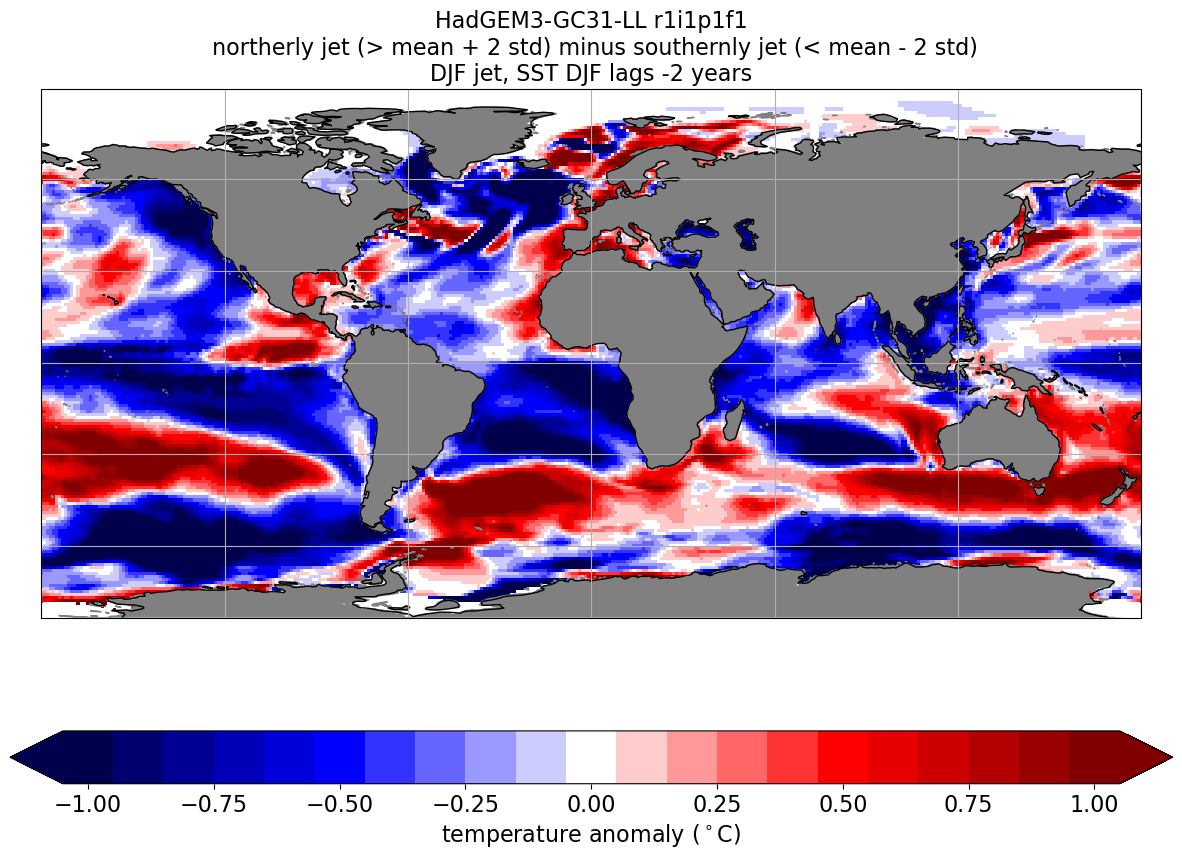 HadGEM3-GC31-LL r1i1p1f1
northerly jet (> mean + 2 std) minus southernly jet (< mean - 2 std)
DJF jet, SST DJF lags -2 years
−1.00 −0.75 −0.50 −0.25 0.00 0.25 0.50 0.75 1.00
temperature anomaly (°C)